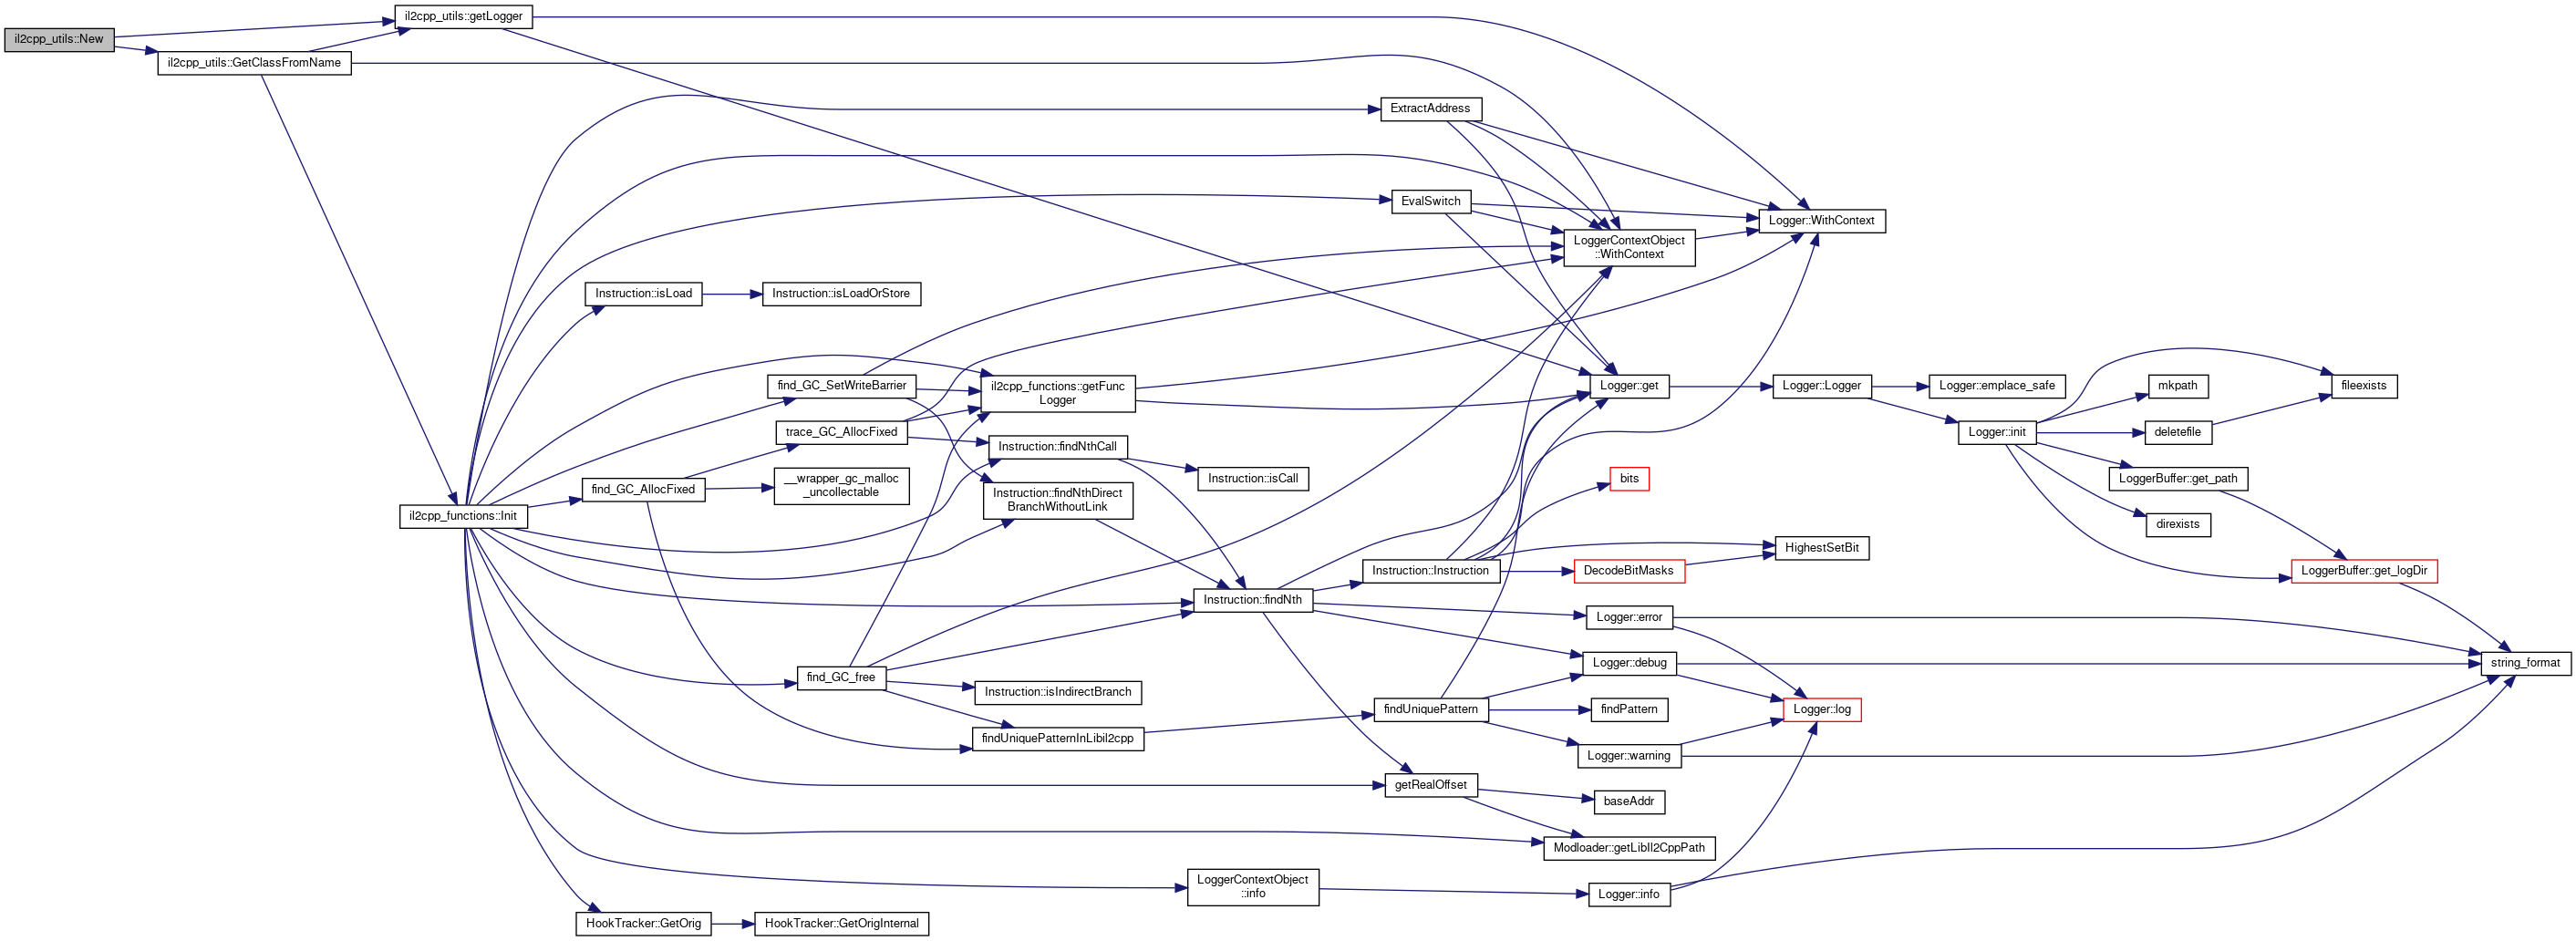 il2cpp_utils::New
il2cpp_utils::getLogger
il2cpp_utils::GetClassFromName
il2cpp_functions::Init
ExtractAddress
EvalSwitch
Logger::WithContext
LoggerContextObject
::WithContext
Instruction::isLoad
Instruction::isLoadOrStore
find_GC_SetWriteBarrier
il2cpp_functions::getFunc
Logger
trace_GC_AllocFixed
Instruction::findNthCall
find_GC_AllocFixed
__wrapper_gc_malloc
_uncollectable
Instruction::findNthDirect
BranchWithoutLink
Instruction::isCall
Logger::get
Logger::Logger
Logger::emplace_safe
Logger::init
mkpath
fileexists
deletefile
LoggerBuffer::get_path
direxists
LoggerBuffer::get_logDir
string_format
bits
HighestSetBit
Instruction::Instruction
DecodeBitMasks
Instruction::findNth
Logger::error
Logger::debug
find_GC_free
Instruction::isIndirectBranch
findUniquePatternInLibil2cpp
findUniquePattern
findPattern
Logger::log
Logger::warning
getRealOffset
baseAddr
Modloader::getLibIl2CppPath
LoggerContextObject
::info
Logger::info
HookTracker::GetOrig
HookTracker::GetOrigInternal